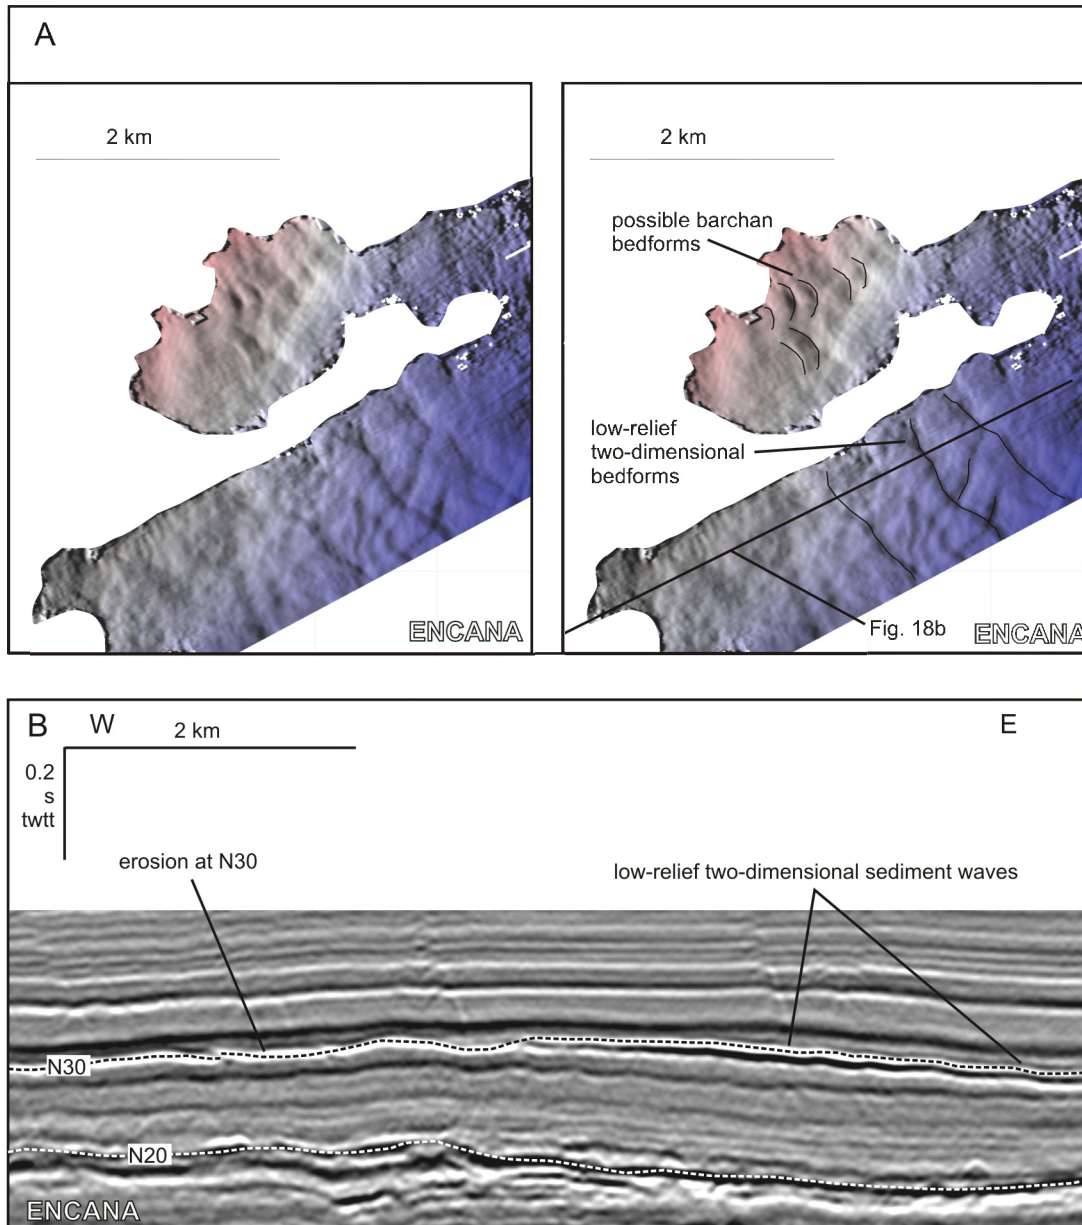 A
2 km
ENCANA
2 km
possible barchan
bedforms
low-relief
two-dimensional
bedforms
Fig. 18b
ENCANA
B
W
2 km
E
0.2
s
twtt
erosion at N30
low-relief two-dimensional sediment waves
N30
N20
ENCANA